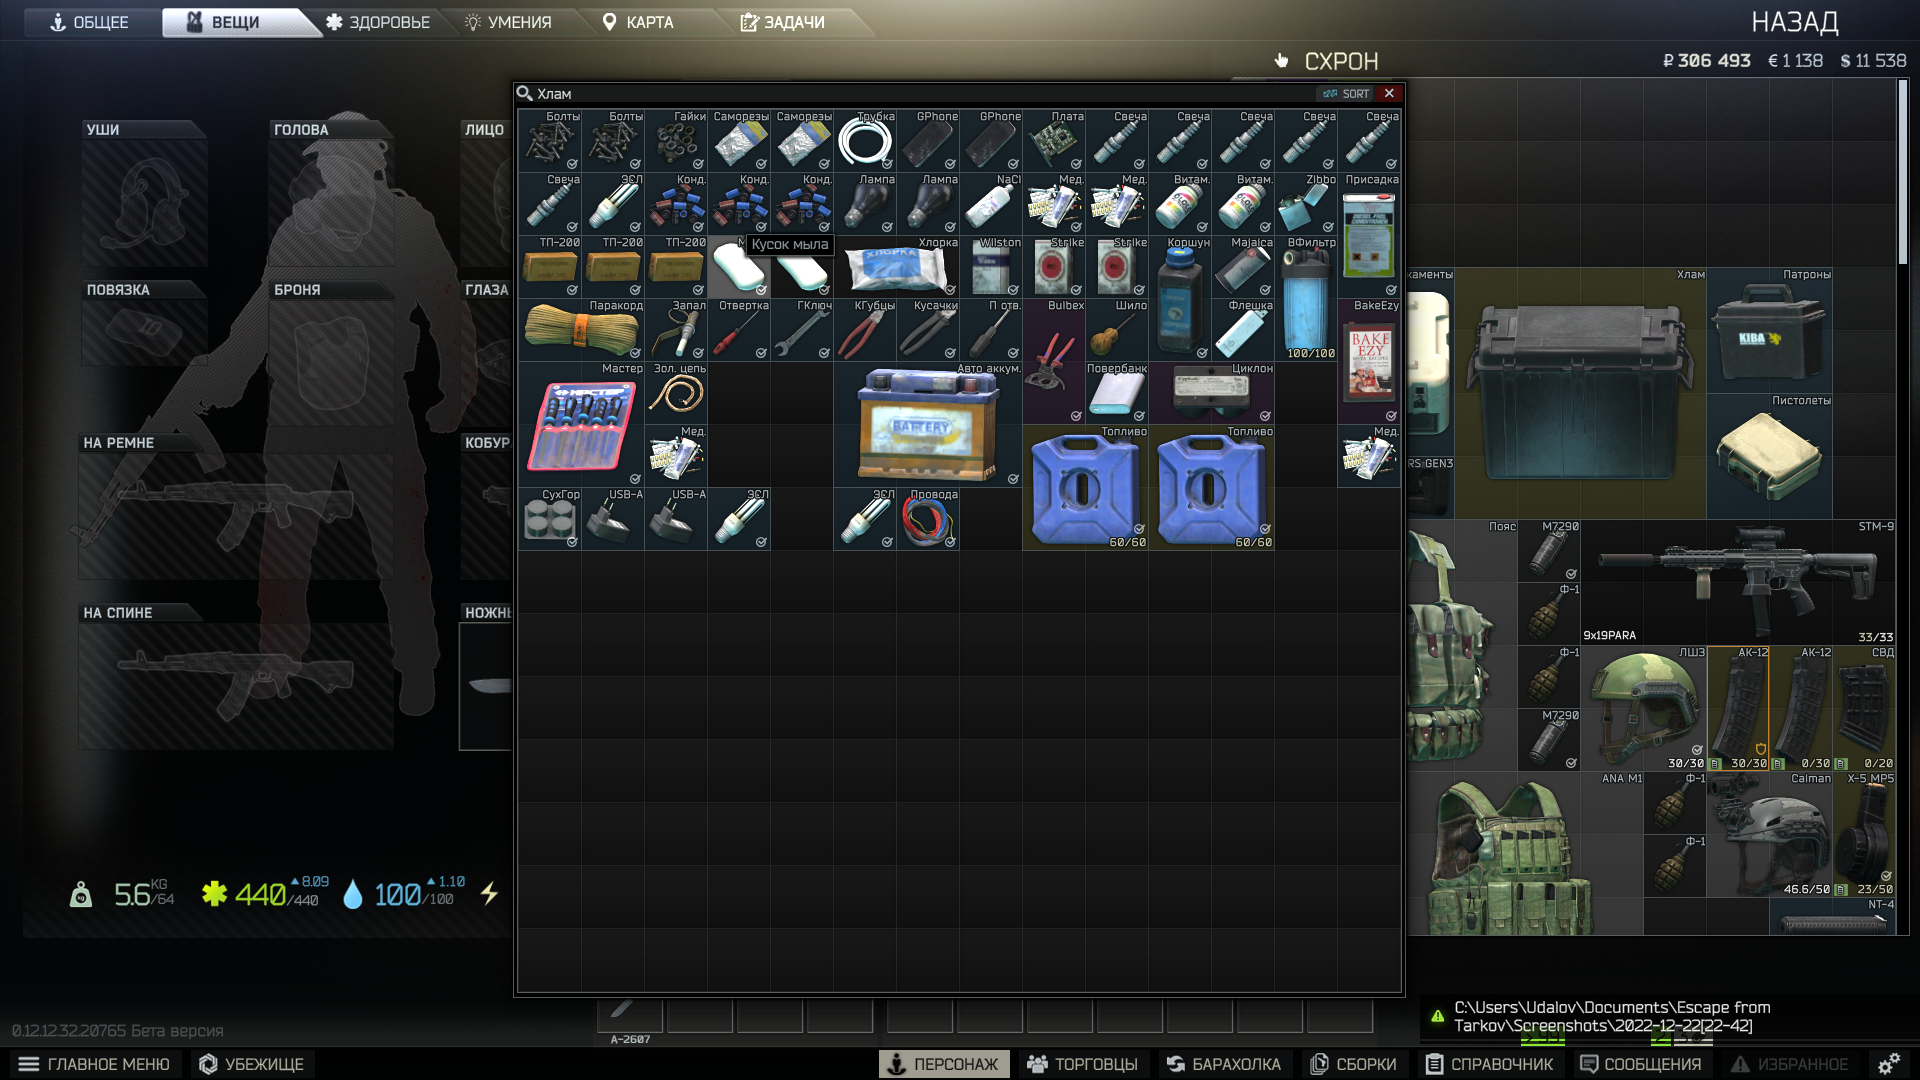 ОБЩЕЕ
ВЕЩИ
ЗДОРОВЬЕ
УМЕНИЯ
КАРТА
ЗАДАЧИ
НАЗАД
СХРОН
₽ 306 493 € 1 138 $ 11 538
Хлам
SORT
УШИ
ГОЛОВА
ЛИЦО
ПОВЯЗКА
БРОНЯ
ГЛАЗА
НА РЕМНЕ
КОБУР
НА СПИНЕ
НОЖНЫ
Болты Болты Гайки Саморезы Саморезы Трубка GPhone GPhone Плата Свеча Свеча Свеча Свеча Свеча
Свеча ЭСЛ Конд. Конд. Конд. Лампа Лампа NaCl Мед. Мед. Витам. Витам. Zibbo Присадка
ТП-200 ТП-200 ТП-200 Кусок мыла Хлорка Wilston Strike Strike Коршун Majaica ВФильтр
ХЛОРКА
Паракорд Запал Отвертка ГКлюч КГубцы Кусачки П отв. Bulbex Шило Флешка BakeEzy
100/100
BAKE
EZY
Мастер Зол. цепь Авто аккум. Повербанк Циклон
BATTERY
Мед. Топливо Топливо Мед.
СухГор USB-A USB-A ЭСЛ ЭСЛ Провода
60/60 60/60
каменты Хлам Патроны
KIBA
Пистолеты
RS GEN3
Пояс M7290 STM-9
Ф-1
9x19PARA 33/33
Ф-1 ЛШЗ АК-12 АК-12 СВД
M7290
30/30 30/30 0/30 0/20
ANA M1 Ф-1 Caiman X-5 MP5
Ф-1
46.6/50 23/50
NT-4
5.6 KG /64
440 /440 8.09
100 /100 1.10
A-2607
0.12.12.32.20765 Бета версия
C:\Users\Udalov\Documents\Escape from
Tarkov\Screenshots\2022-12-22[22-42]
ГЛАВНОЕ МЕНЮ
УБЕЖИЩЕ
ПЕРСОНАЖ
ТОРГОВЦЫ
БАРАХОЛКА
СБОРКИ
СПРАВОЧНИК
СООБЩЕНИЯ
ИЗБРАННОЕ